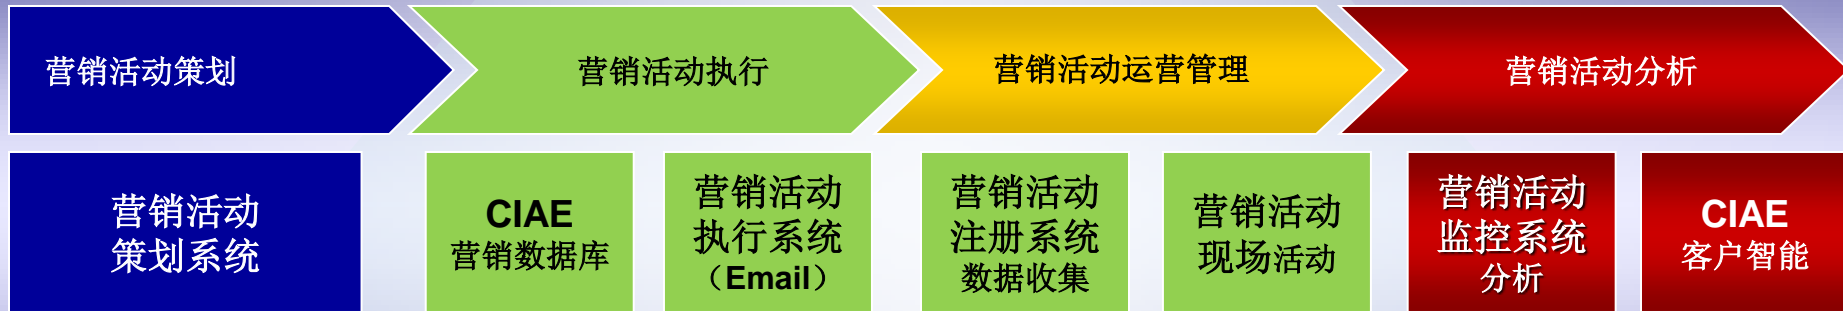 营销活动策划
营销活动执行
营销活动运营管理
营销活动分析
营销活动
策划系统
CIAE
营销数据库
营销活动
执行系统
（Email）
营销活动
注册系统
数据收集
营销活动
现场活动
营销活动
监控系统
分析
CIAE
客户智能